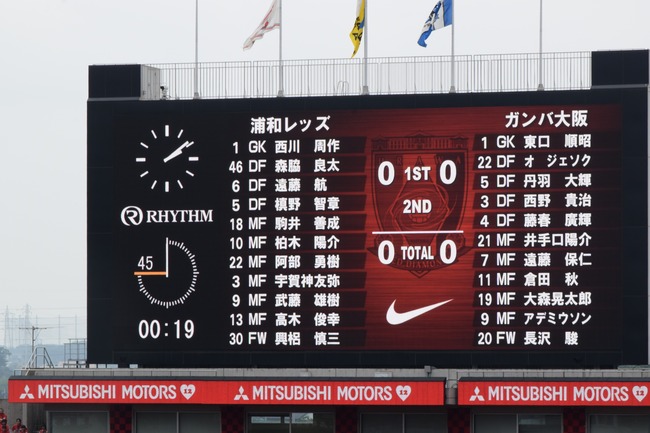 浦和レッズ
1 GK 西川 周作
46 DF 森脇 良太
6 DF 遠藤 航
5 DF 槙野 智章
18 MF 駒井 善成
10 MF 柏木 陽介
22 MF 阿部 勇樹
3 MF 宇賀神友弥
9 MF 武藤 雄樹
13 MF 高木 俊幸
30 FW 興梠 慎三
0 1ST 0
2ND
0 TOTAL 0
ガンバ大阪
1 GK 東口 順昭
22 DF オ ジェソク
5 DF 丹羽 大輝
3 DF 西野 貴治
4 DF 藤春 廣輝
21 MF 井手口陽介
7 MF 遠藤 保仁
11 MF 倉田 秋
19 MF 大森晃太郎
9 MF アデミウソン
20 FW 長沢 駿
R RHYTHM
45
00:19
MITSUBISHI MOTORS 12
MITSUBISHI MOTORS 12
MITSUBISHI MOTORS 12